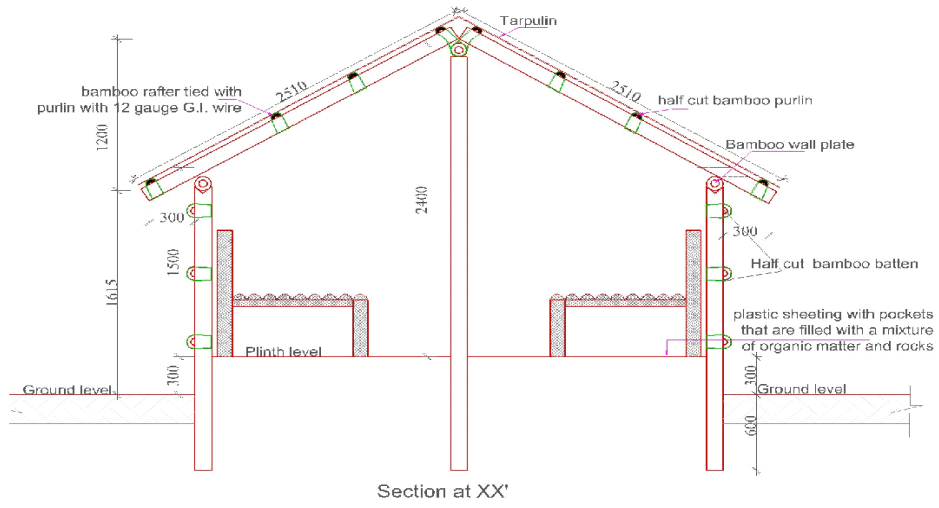 Tarpulin
2510
2510
bamboo rafter tied with
purlin with 12 gauge G.I. wire
half cut bamboo purlin
1200
Bamboo wall plate
2400
300
300
1500
Half cut bamboo batten
1615
plastic sheeting with pockets
that are filled with a mixture
of organic matter and rocks
Plinth level
300
300
Ground level
Ground level
600
Section at XX'